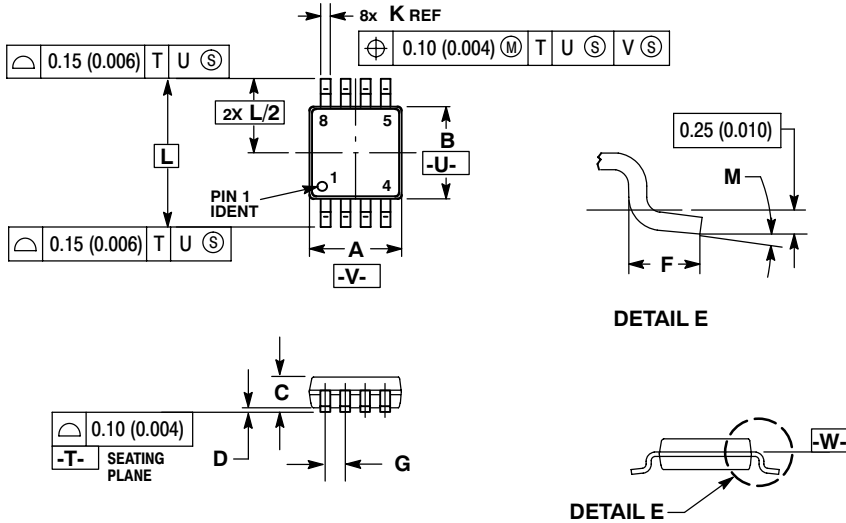 8x K REF
⌖ 0.10 (0.004) Ⓜ T U Ⓢ V Ⓢ
⌓ 0.15 (0.006) T U Ⓢ
2X L/2
8 5
B
-U-
L
1
4
PIN 1
IDENT
⌓ 0.15 (0.006) T U Ⓢ
A
-V-
0.25 (0.010)
M
F
DETAIL E
C
⌓ 0.10 (0.004)
-T- SEATING
PLANE
D
G
-W-
DETAIL E